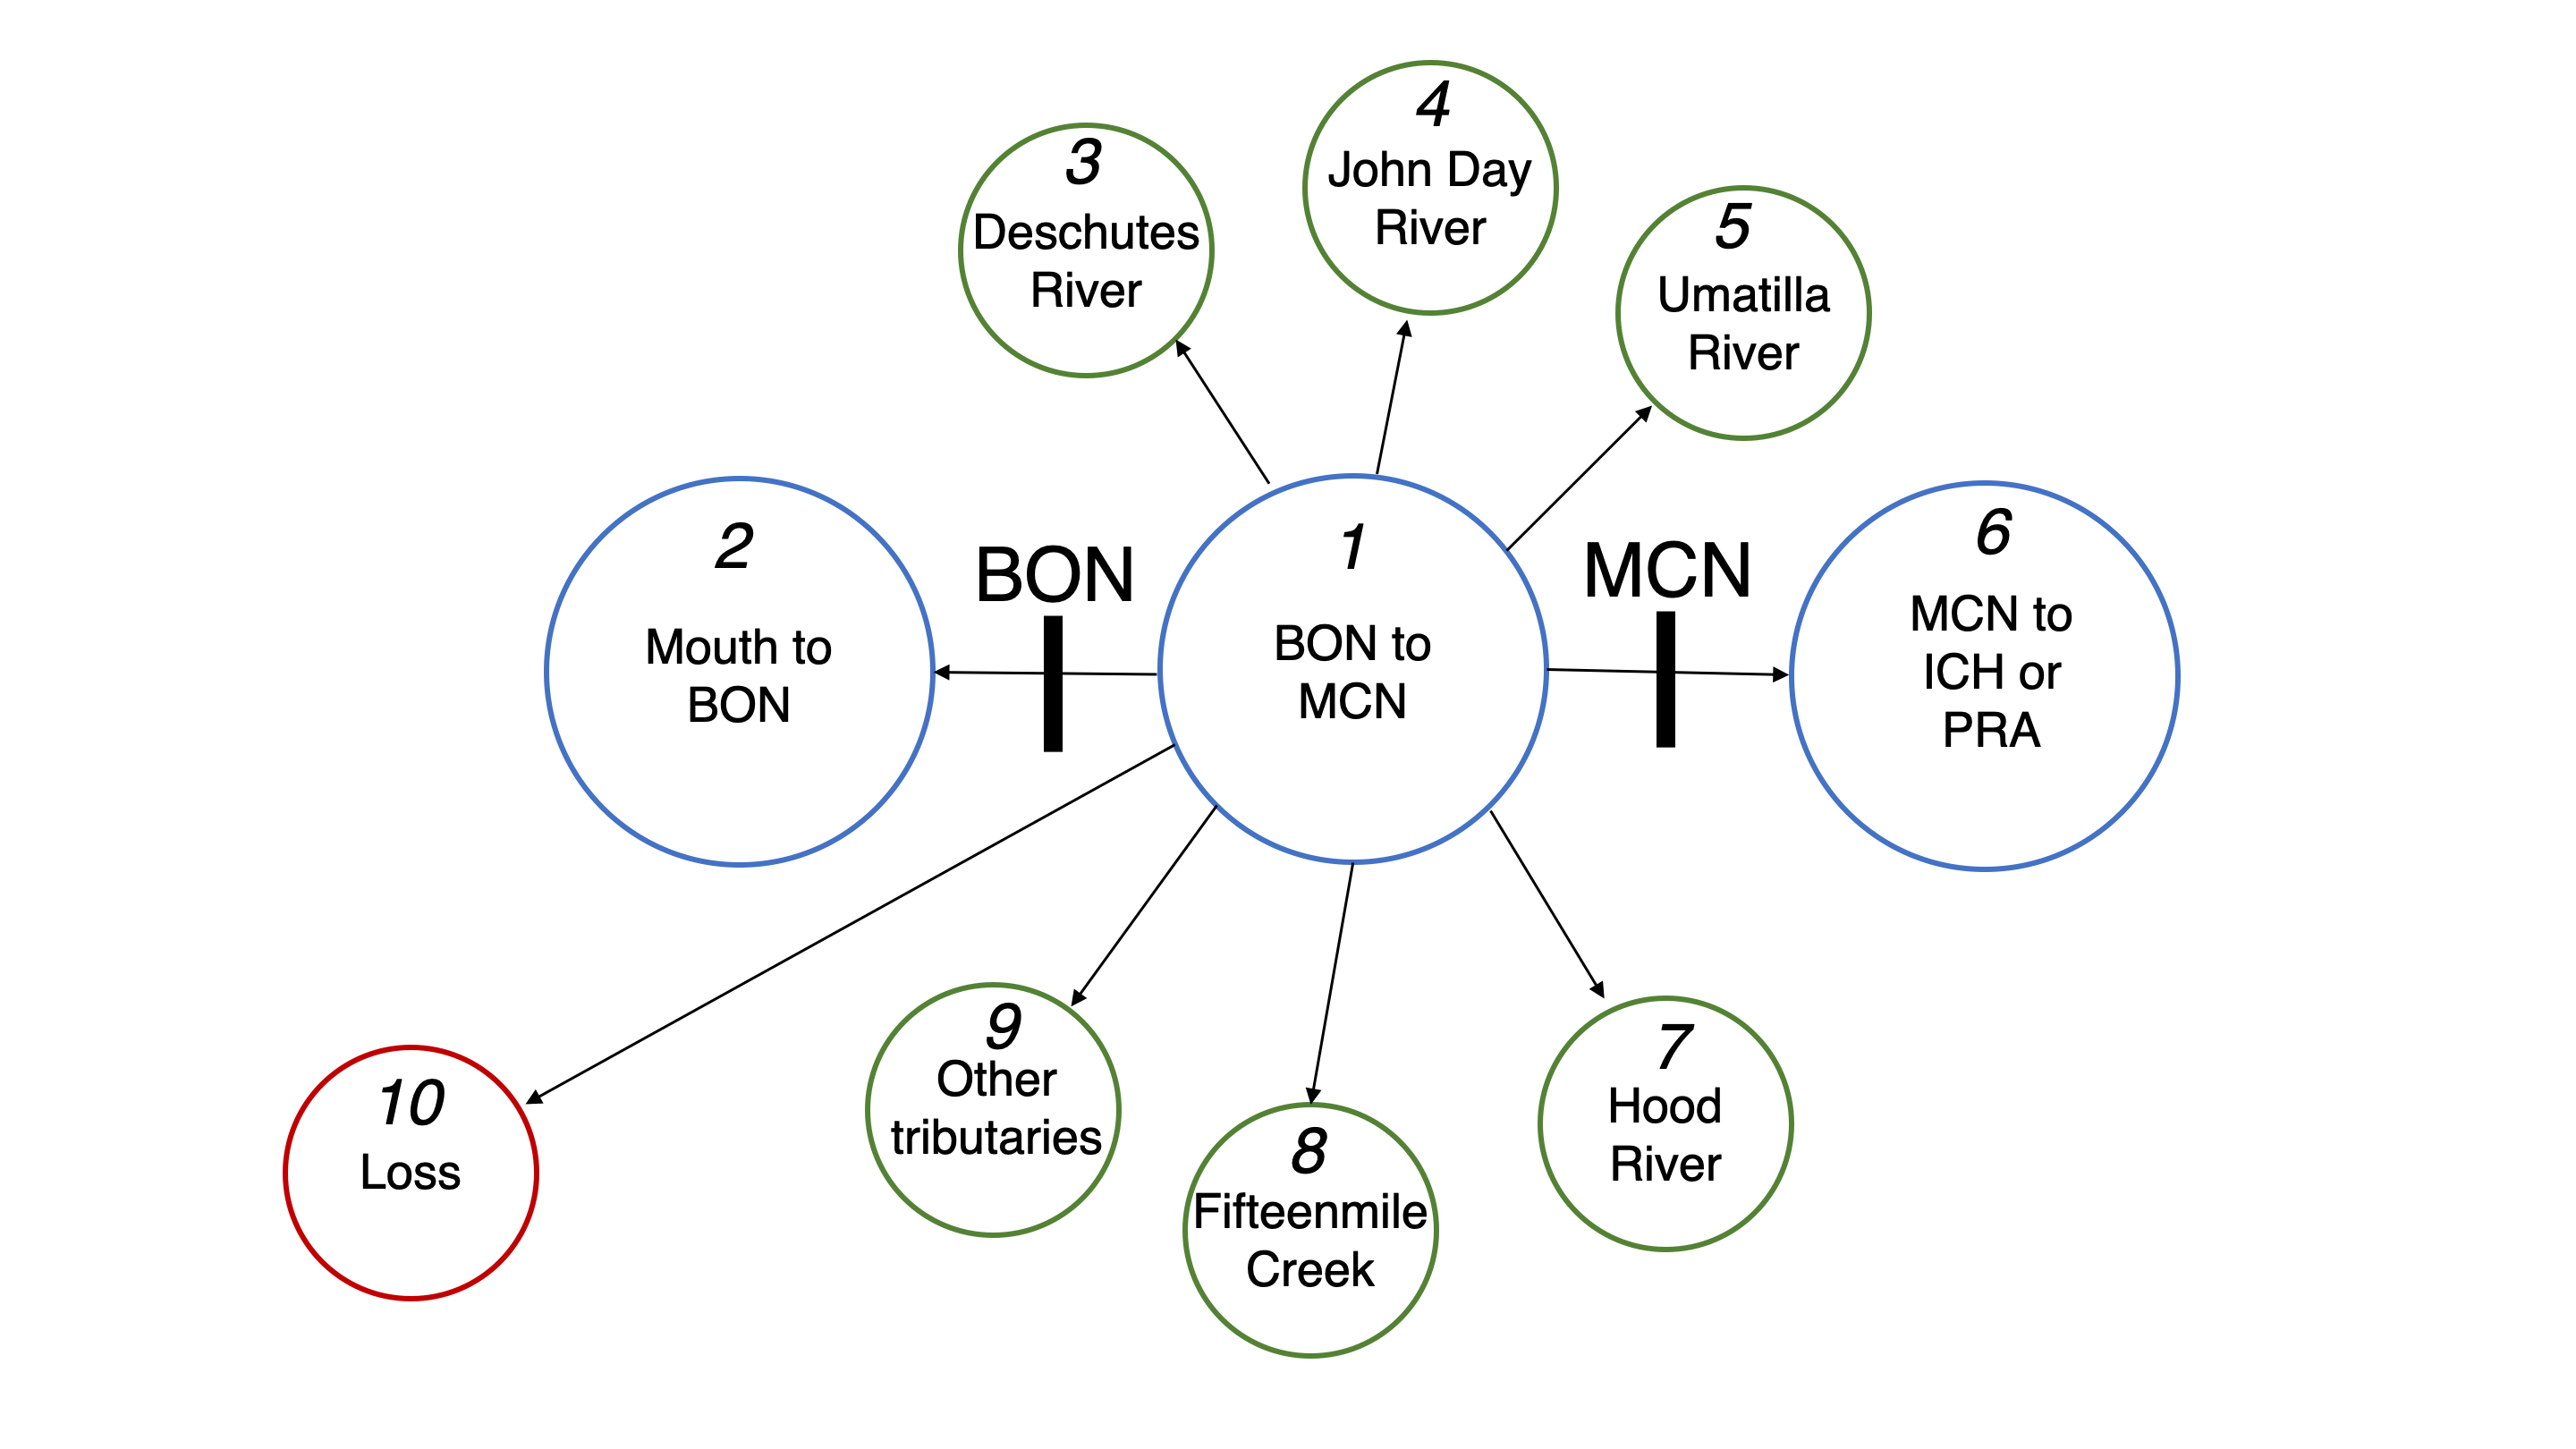 4
John Day
River
3
Deschutes
River
5
Umatilla
River
2
Mouth to
BON
BON
1
BON to
MCN
MCN
6
MCN to
ICH or
PRA
10
Loss
9
Other
tributaries
8
Fifteenmile
Creek
7
Hood
River